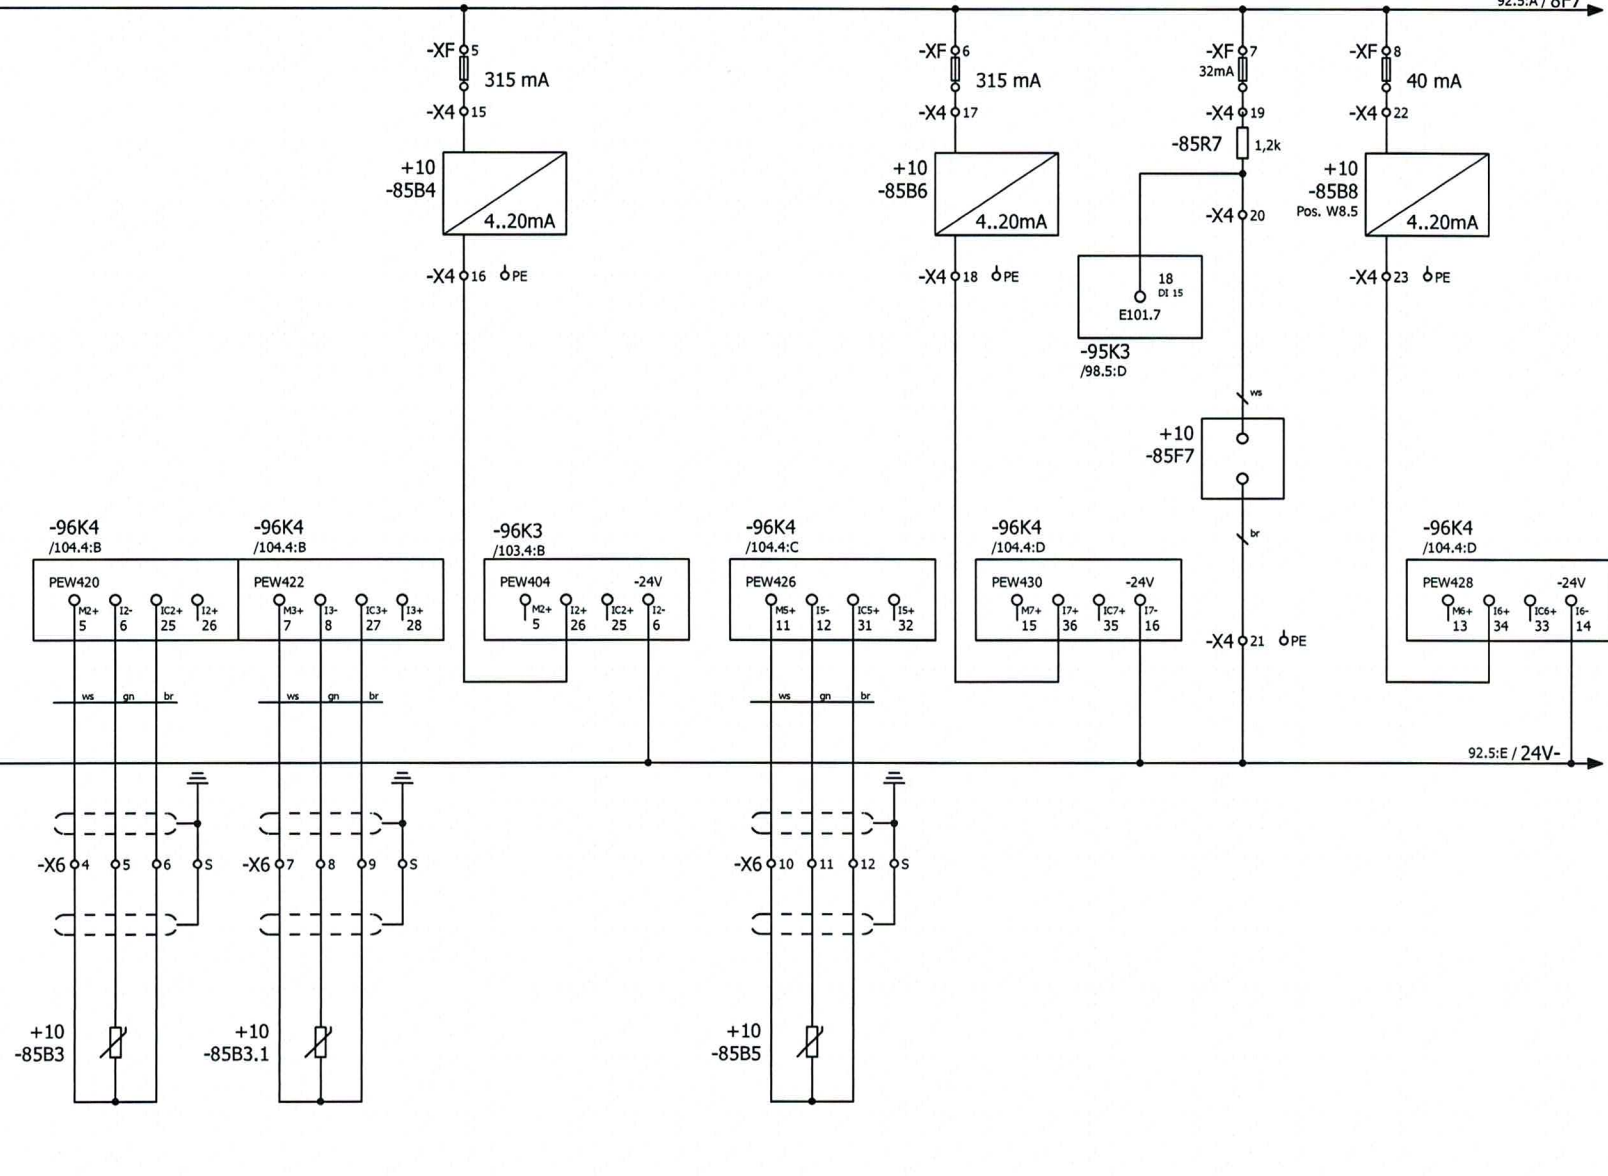 92.5:A / 8F7
-XF 5
315 mA
-X4 15
+10
-85B4
4..20mA
-X4 16 PE
-XF 6
315 mA
-X4 17
+10
-85B6
4..20mA
-X4 18 PE
-XF 7
32mA
-X4 19
-85R7 1,2k
-X4 20
18
DI 15
E101.7
-95K3
/98.5:D
ws
+10
-85F7
br
-X4 21 PE
-XF 8
40 mA
-X4 22
+10
-85B8
Pos. W8.5
4..20mA
-X4 23 PE
-96K4
/104.4:B
PEW420
M2+ I2- IC2+ I2+
5 6 25 26
ws gn br
-96K4
/104.4:B
PEW422
M3+ I3- IC3+ I3+
7 8 27 28
ws gn br
-96K3
/103.4:B
PEW404 -24V
M2+ I2+ IC2+ I2-
5 26 25 6
-96K4
/104.4:C
PEW426
M5+ I5- IC5+ I5+
11 12 31 32
ws gn br
-96K4
/104.4:D
PEW430 -24V
M7+ I7+ IC7+ I7-
15 36 35 16
-96K4
/104.4:D
PEW428 -24V
M6+ I6+ IC6+ I6-
13 34 33 14
92.5:E / 24V-
-X6 4 5 6 S
-X6 7 8 9 S
-X6 10 11 12 S
+10
-85B3
+10
-85B3.1
+10
-85B5